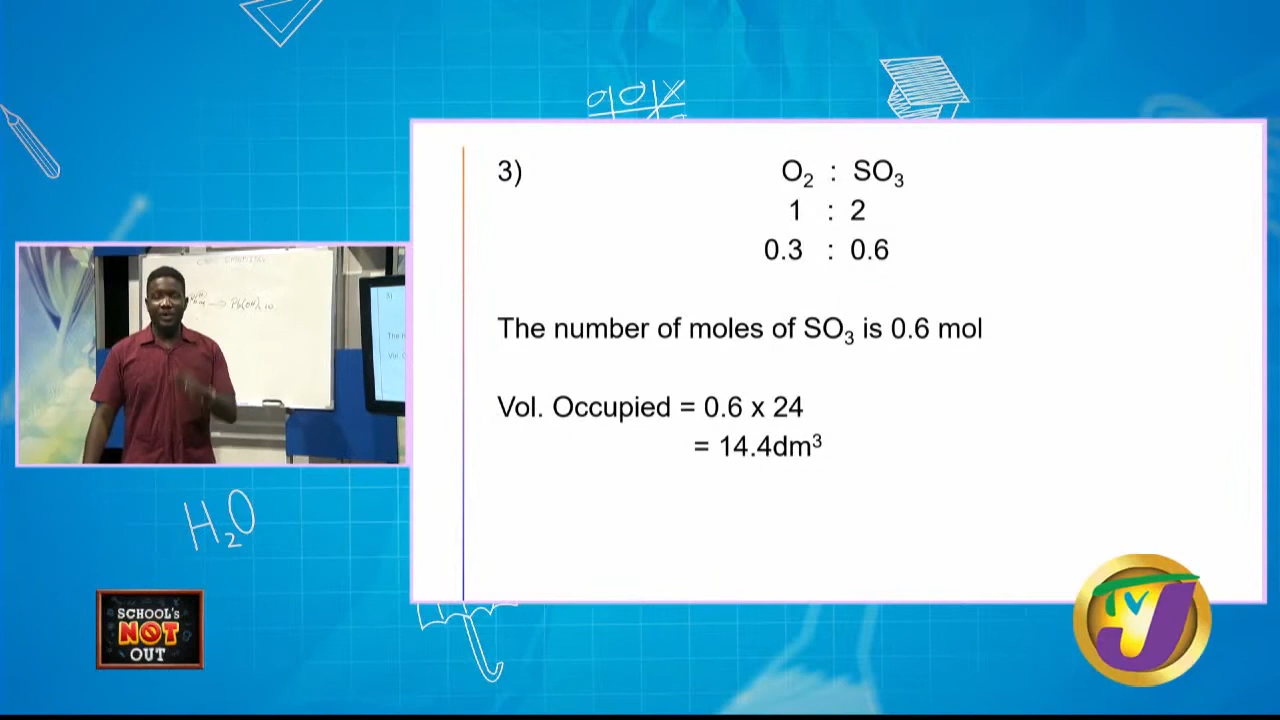 3)
O₂ : SO₃
1 : 2
0.3 : 0.6
The number of moles of SO₃ is 0.6 mol
Vol. Occupied = 0.6 x 24
= 14.4dm³
H₂O
SCHOOL'S
NOT
OUT
TVJ